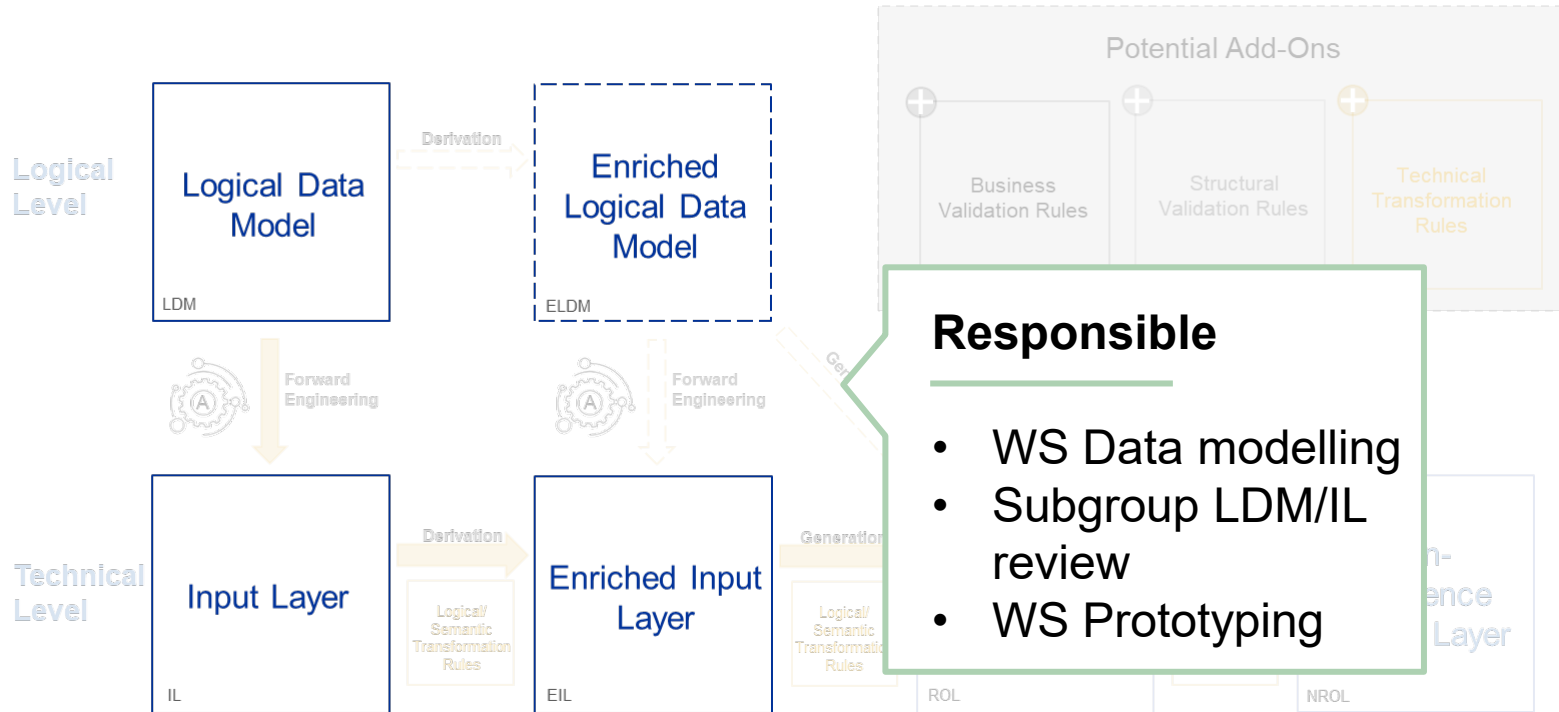 Potential Add-Ons
Logical
Level
Logical Data
Model
LDM
Derivation
Enriched
Logical Data
Model
ELDM
Business
Validation Rules
Structural
Validation Rules
Technical
Transformation
Rules
A
Forward
Engineering
A
Forward
Engineering
Responsible
• WS Data modelling
• Subgroup LDM/IL
review
• WS Prototyping
Technical
Level
Input Layer
IL
Derivation
Logical/
Semantic
Transformation
Rules
Enriched Input
Layer
EIL
Generation
Logical/
Semantic
Rules
ROL
Layer
NROL